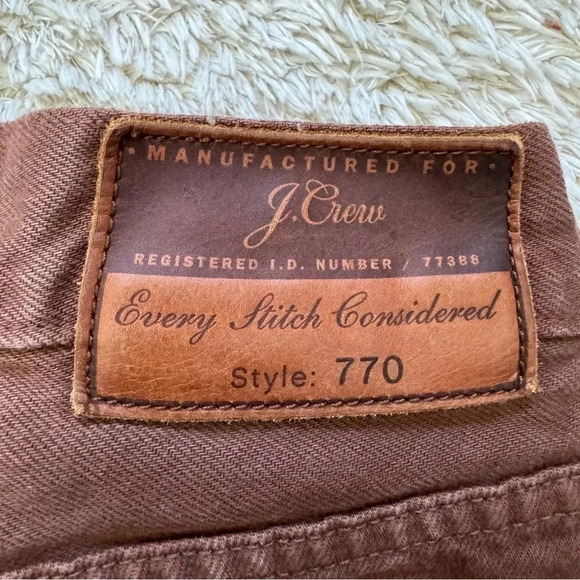 · MANUFACTURED FOR ·
J.Crew
REGISTERED I.D. NUMBER / 77388
Every Stitch Considered
Style: 770